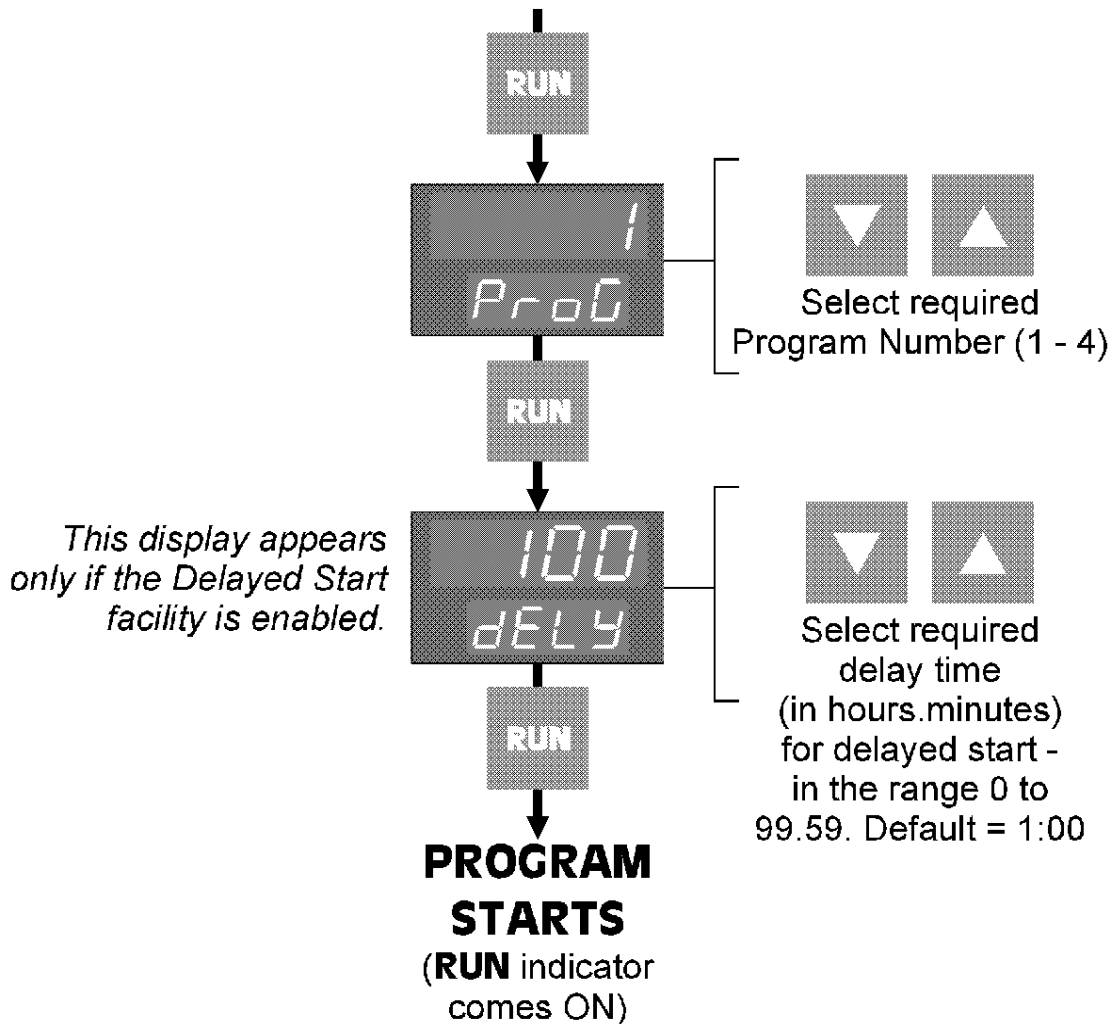 RUN
1
ProG
Select required
Program Number (1 - 4)
RUN
This display appears
only if the Delayed Start
facility is enabled.
100
dELY
Select required
delay time
(in hours.minutes)
for delayed start -
in the range 0 to
99.59. Default = 1:00
RUN
PROGRAM
STARTS
(RUN indicator
comes ON)